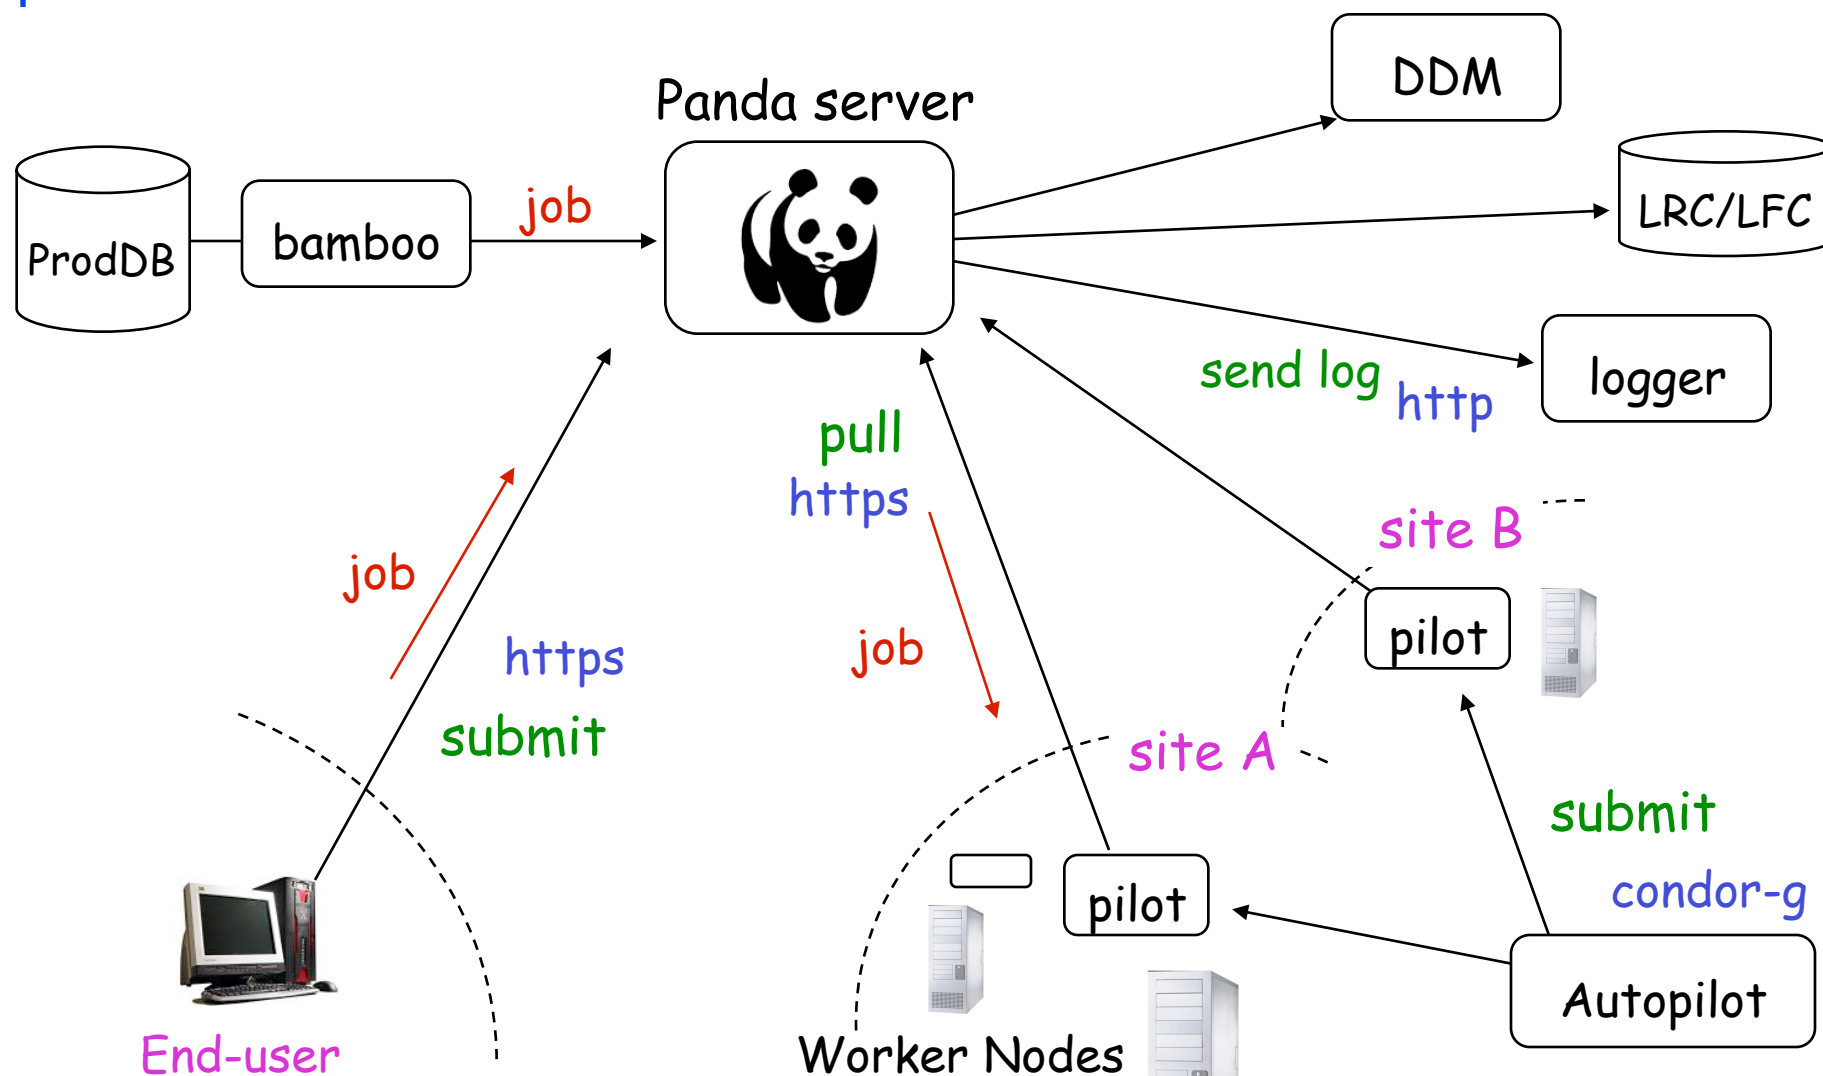 DDM
Panda server
LRC/LFC
job
bamboo
ProdDB
send log
http
logger
pull
https
site B
job
job
pilot
https
submit
site A
submit
condor-g
pilot
Autopilot
End-user
Worker Nodes